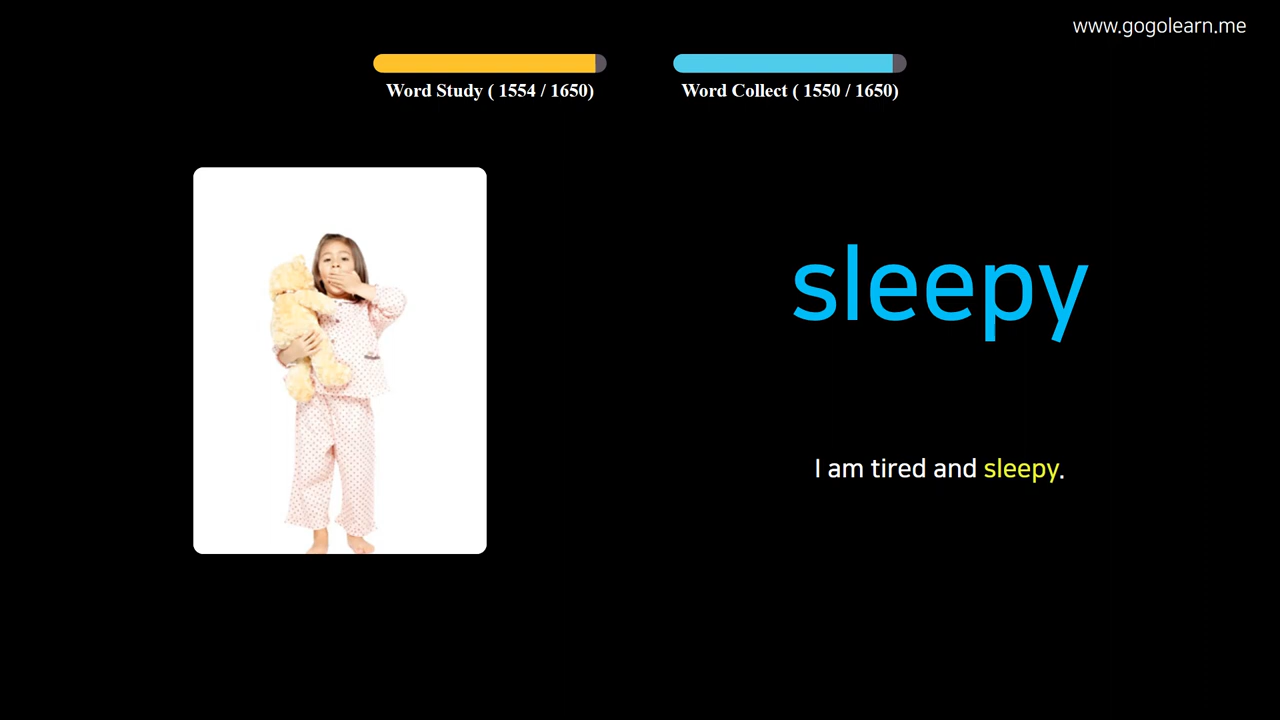 www.gogolearn.me
Word Study ( 1554 / 1650)
Word Collect ( 1550 / 1650)
sleepy
I am tired and sleepy.